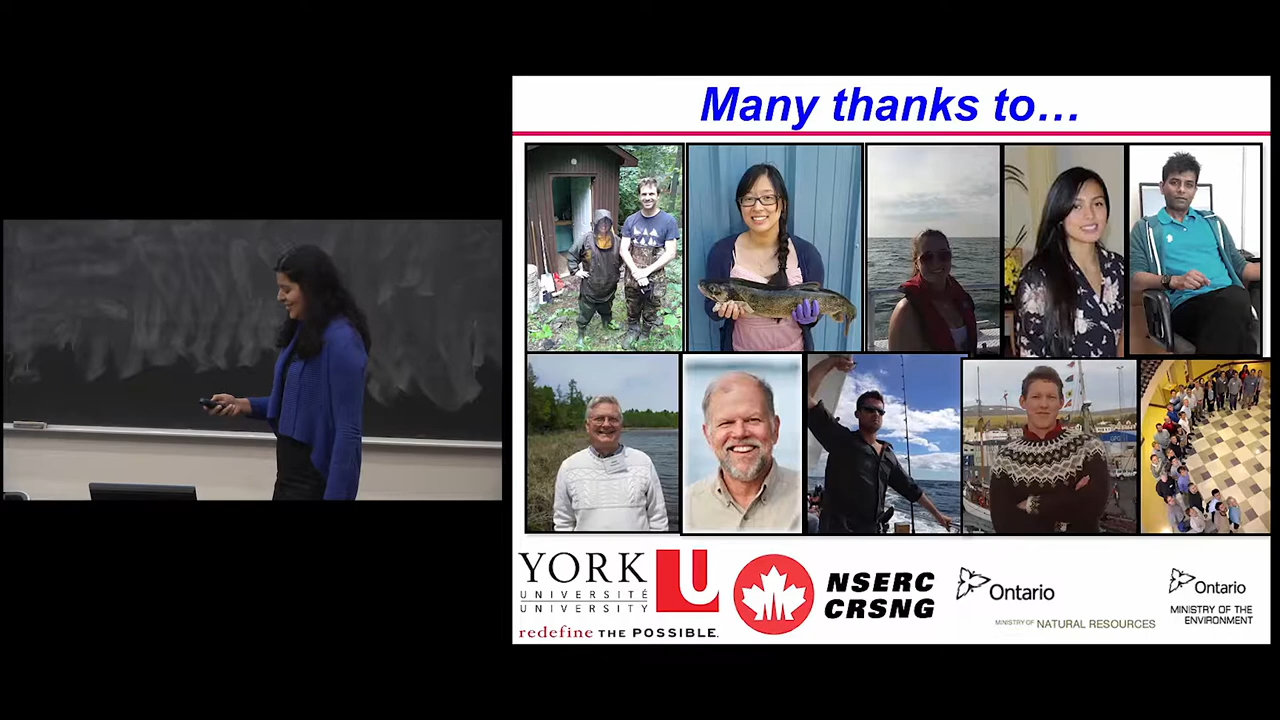 Many thanks to…
YORK
UNIVERSITÉ
UNIVERSITY
U
redefine THE POSSIBLE.
NSERC
CRSNG
Ontario
MINISTRY OF NATURAL RESOURCES
Ontario
MINISTRY OF THE
ENVIRONMENT